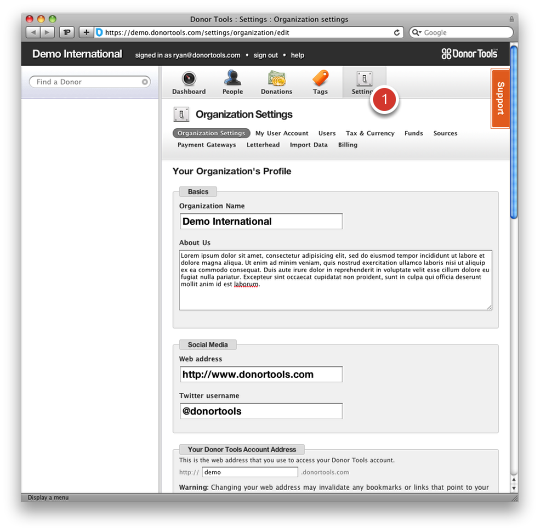 Donor Tools : Settings : Organization settings
https://demo.donortools.com/settings/organization/edit
Google
Demo International
signed in as ryan@donortools.com • sign out • help
Donor Tools
Find a Donor
Dashboard
People
Donations
Tags
1
Support
Organization Settings
Organization Settings My User Account Users Tax & Currency Funds Sources
Payment Gateways Letterhead Import Data Billing
Your Organization's Profile
Basics
Organization Name
Demo International
About Us
Lorem ipsum dolor sit amet, consectetur adipisicing elit, sed do eiusmod tempor incididunt ut labore et
dolore magna aliqua. Ut enim ad minim veniam, quis nostrud exercitation ullamco laboris nisi ut aliquip
ex ea commodo consequat. Duis aute irure dolor in reprehenderit in voluptate velit esse cillum dolore eu
fugiat nulla pariatur. Excepteur sint occaecat cupidatat non proident, sunt in culpa qui officia deserunt
mollit anim id est laborum.
Social Media
Web address
http://www.donortools.com
Twitter username
@donortools
Your Donor Tools Account Address
This is the web address that you use to access your Donor Tools account.
http:// demo .donortools.com
Warning: Changing your web address may invalidate any bookmarks or links that point to your
Display a menu